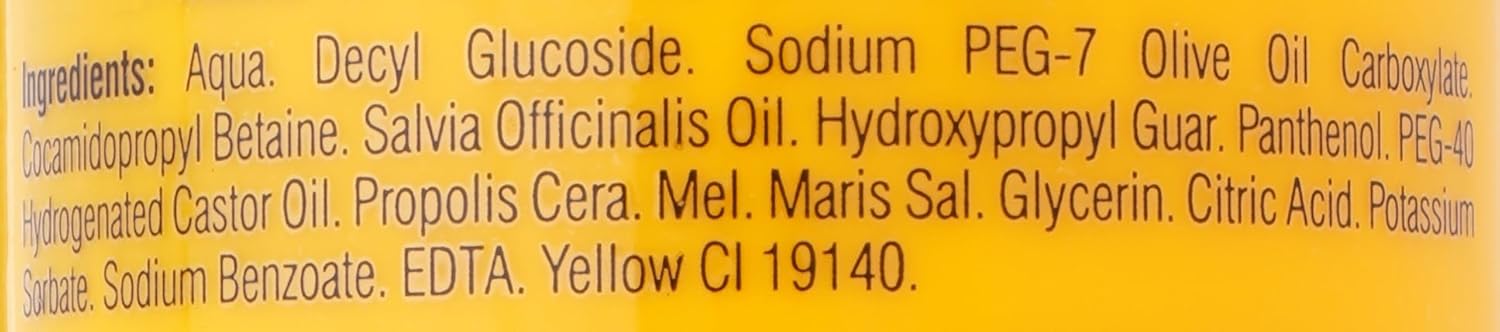 Ingredients: Aqua. Decyl Glucoside. Sodium PEG-7 Olive Oil Carboxylate.
Cocamidopropyl Betaine. Salvia Officinalis Oil. Hydroxypropyl Guar. Panthenol. PEG-40
Hydrogenated Castor Oil. Propolis Cera. Mel. Maris Sal. Glycerin. Citric Acid. Potassium
Sorbate. Sodium Benzoate. EDTA. Yellow CI 19140.